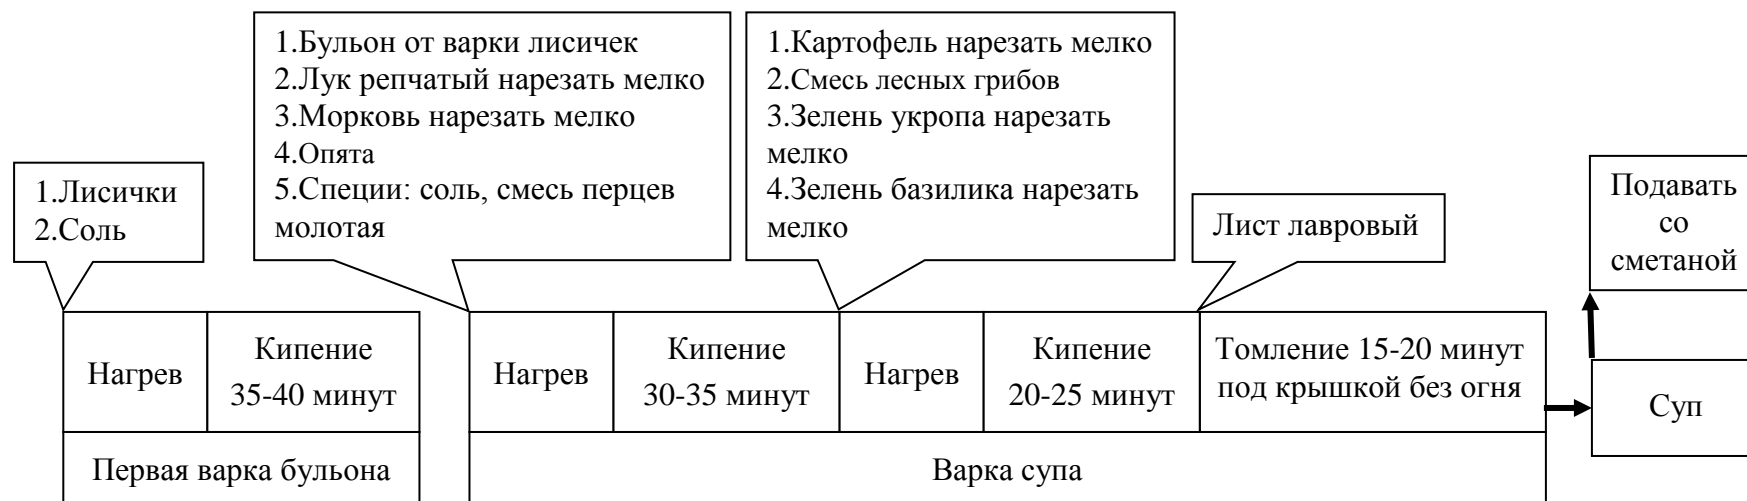 1.Лисички
2.Соль
1.Бульон от варки лисичек
2.Лук репчатый нарезать мелко
3.Морковь нарезать мелко
4.Опята
5.Специи: соль, смесь перцев
молотая
1.Картофель нарезать мелко
2.Смесь лесных грибов
3.Зелень укропа нарезать
мелко
4.Зелень базилика нарезать
мелко
Лист лавровый
Подавать
со
сметаной
Нагрев
Кипение
35-40 минут
Нагрев
Кипение
30-35 минут
Нагрев
Кипение
20-25 минут
Томление 15-20 минут
под крышкой без огня
Суп
Первая варка бульона
Варка супа